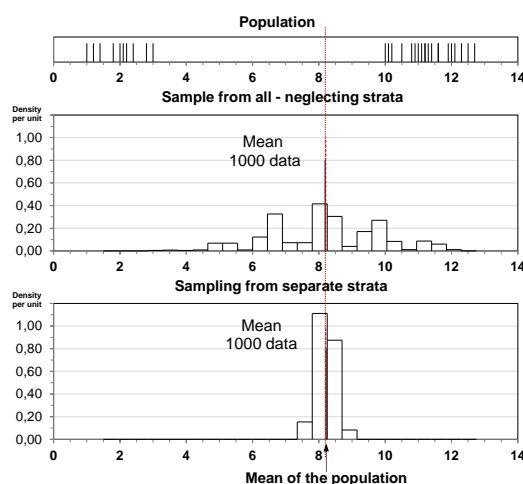 Population
0 2 4 6 8 10 12 14
Sample from all - neglecting strata
Density
per unit
1,00
0,80
0,60
0,40
0,20
0,00
Mean
1000 data
0 2 4 6 8 10 12 14
Sampling from separate strata
Density
per unit
1,00
0,80
0,60
0,40
0,20
0,00
Mean
1000 data
0 2 4 6 8 10 12 14
Mean of the population